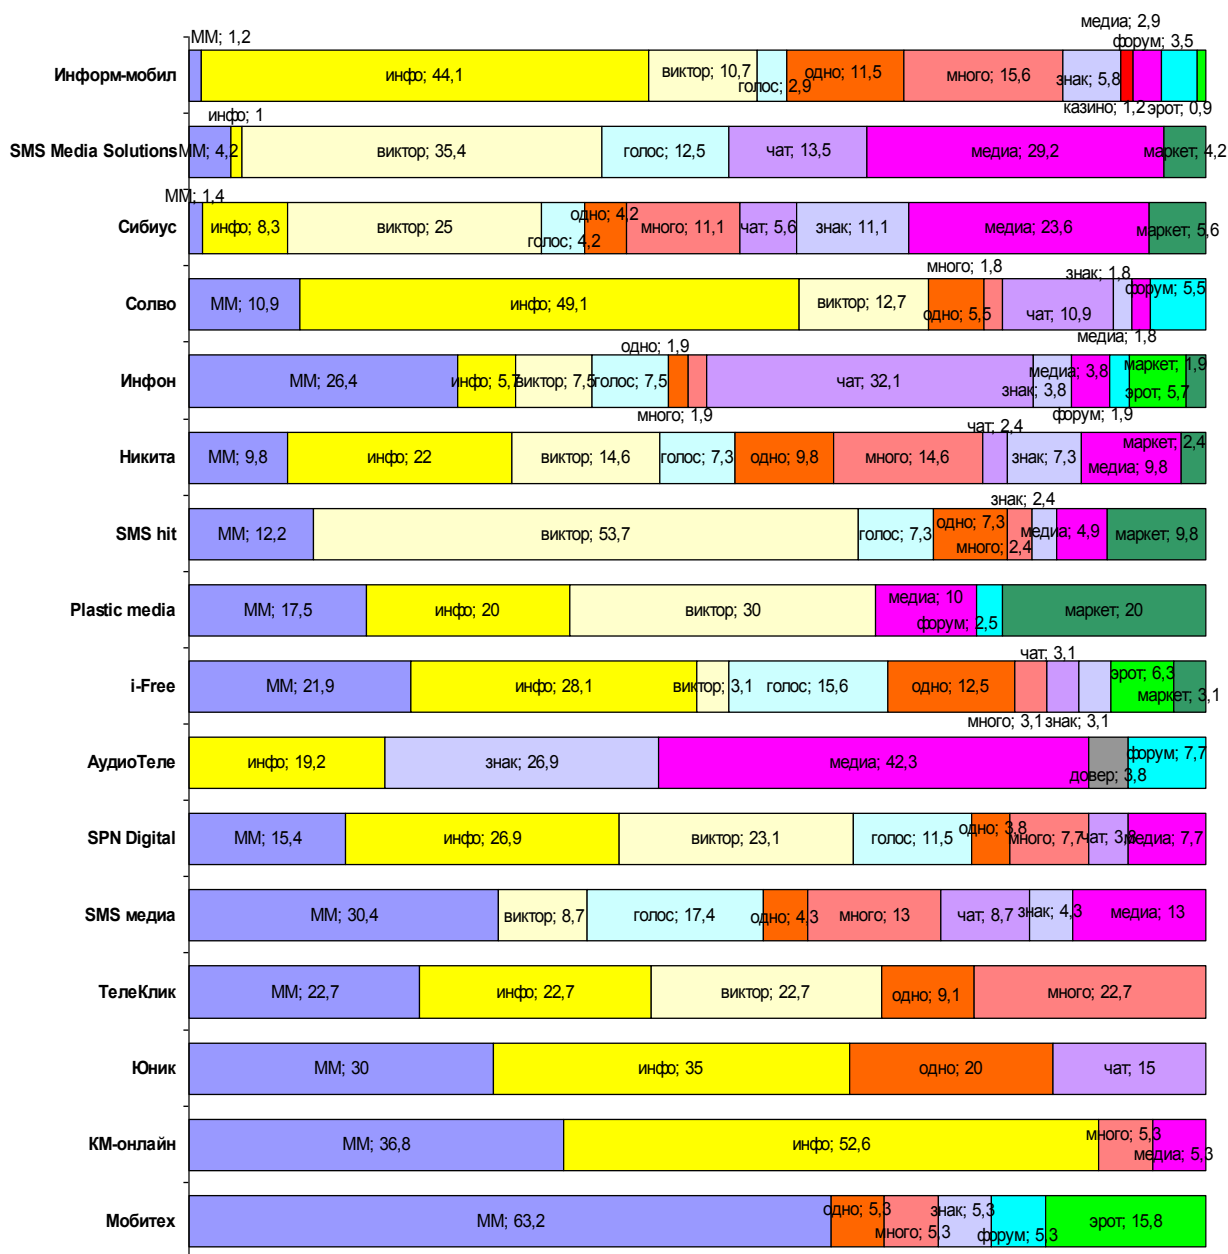 медиа; 2,9
ММ; 1,2 форум; 3,5
Информ-мобил инфо; 44,1 виктор; 10,7 голос; 2,9 одно; 11,5 много; 15,6 знак; 5,8
казино; 1,2 эрот; 0,9
инфо; 1
SMS Media Solutions ММ; 4,2 виктор; 35,4 голос; 12,5 чат; 13,5 медиа; 29,2 маркет; 4,2
ММ; 1,4
Сибиус инфо; 8,3 виктор; 25 голос; 4,2 одно; 4,2 много; 11,1 чат; 5,6 знак; 11,1 медиа; 23,6 маркет; 5,6
много; 1,8 знак; 1,8
Солво ММ; 10,9 инфо; 49,1 виктор; 12,7 одно; 5,5 чат; 10,9 форум; 5,5
медиа; 1,8
одно; 1,9
Инфон ММ; 26,4 инфо; 5,7 виктор; 7,5 голос; 7,5 чат; 32,1 знак; 3,8 медиа; 3,8 эрот; 5,7 маркет; 1,9
много; 1,9 форум; 1,9
чат; 2,4
Никита ММ; 9,8 инфо; 22 виктор; 14,6 голос; 7,3 одно; 9,8 много; 14,6 знак; 7,3 медиа; 9,8 маркет; 2,4
знак; 2,4
SMS hit ММ; 12,2 виктор; 53,7 голос; 7,3 одно; 7,3 много; 2,4 медиа; 4,9 маркет; 9,8
Plastic media ММ; 17,5 инфо; 20 виктор; 30 медиа; 10 форум; 2,5 маркет; 20
чат; 3,1
i-Free ММ; 21,9 инфо; 28,1 виктор; 3,1 голос; 15,6 одно; 12,5 эрот; 6,3 маркет; 3,1
много; 3,1 знак; 3,1
АудиоТеле инфо; 19,2 знак; 26,9 медиа; 42,3 довер; 3,8 форум; 7,7
SPN Digital ММ; 15,4 инфо; 26,9 виктор; 23,1 голос; 11,5 одно; 3,8 много; 7,7 чат; 3,8 медиа; 7,7
SMS медиа ММ; 30,4 виктор; 8,7 голос; 17,4 одно; 4,3 много; 13 чат; 8,7 знак; 4,3 медиа; 13
ТелеКлик ММ; 22,7 инфо; 22,7 виктор; 22,7 одно; 9,1 много; 22,7
Юник ММ; 30 инфо; 35 одно; 20 чат; 15
КМ-онлайн ММ; 36,8 инфо; 52,6 много; 5,3 медиа; 5,3
Мобитех ММ; 63,2 одно; 5,3 много; 5,3 знак; 5,3 форум; 5,3 эрот; 15,8